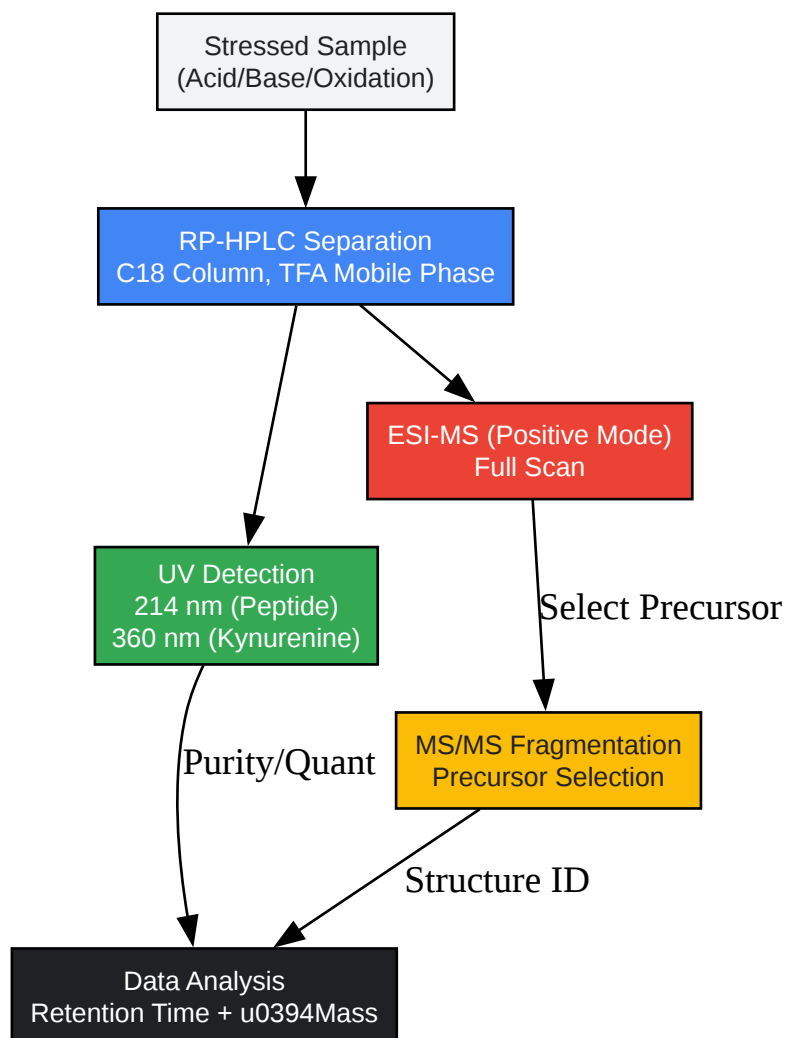 Stressed Sample
(Acid/Base/Oxidation)
RP-HPLC Separation
C18 Column, TFA Mobile Phase
ESI-MS (Positive Mode)
Full Scan
UV Detection
214 nm (Peptide)
360 nm (Kynurenine)
Select Precursor
MS/MS Fragmentation
Precursor Selection
Purity/Quant
Structure ID
Data Analysis
Retention Time + u0394Mass